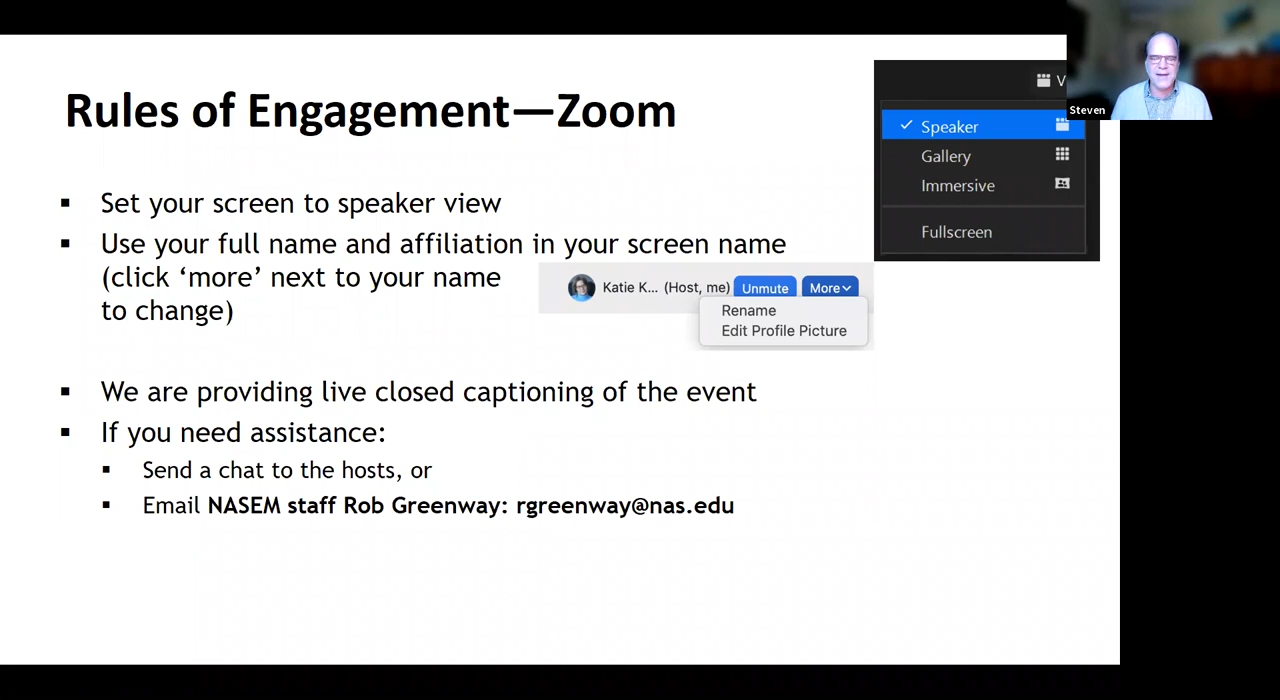 Rules of Engagement—Zoom
V
Steven
Speaker
Gallery
Immersive
Fullscreen
▪ Set your screen to speaker view
▪ Use your full name and affiliation in your screen name
(click ‘more’ next to your name
to change)
Katie K... (Host, me) Unmute More
Rename
Edit Profile Picture
▪ We are providing live closed captioning of the event
▪ If you need assistance:
▪ Send a chat to the hosts, or
▪ Email NASEM staff Rob Greenway: rgreenway@nas.edu